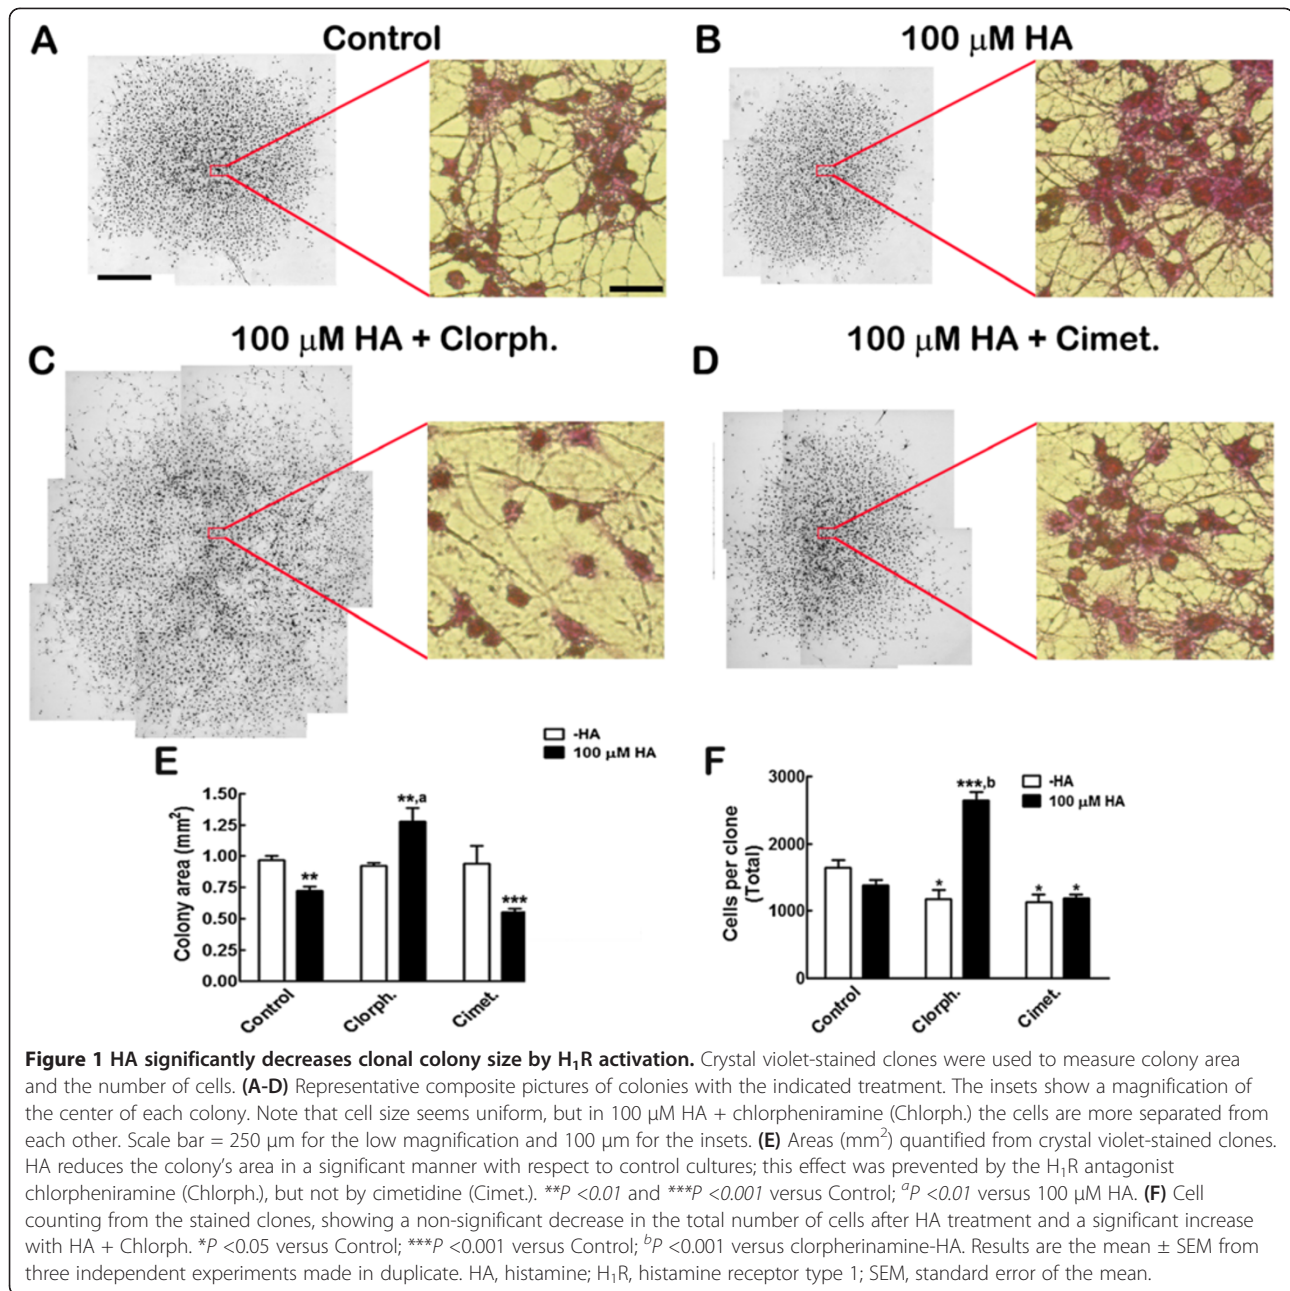 A
Control
B
100 μM HA
C
100 μM HA + Clorph.
D
100 μM HA + Cimet.
E
-HA
100 μM HA
Colony area (mm²)
1.50
1.25
1.00
0.75
0.50
0.25
0.00
**
**,a
***
Control
Clorph.
Cimet.
F
-HA
100 μM HA
Cells per clone
(Total)
3000
2000
1000
0
*
***,b
*
*
Control
Clorph.
Cimet.
Figure 1 HA significantly decreases clonal colony size by H₁R activation. Crystal violet-stained clones were used to measure colony area
and the number of cells. (A-D) Representative composite pictures of colonies with the indicated treatment. The insets show a magnification of
the center of each colony. Note that cell size seems uniform, but in 100 μM HA + chlorpheniramine (Chlorph.) the cells are more separated from
each other. Scale bar = 250 μm for the low magnification and 100 μm for the insets. (E) Areas (mm²) quantified from crystal violet-stained clones.
HA reduces the colony's area in a significant manner with respect to control cultures; this effect was prevented by the H₁R antagonist
chlorpheniramine (Chlorph.), but not by cimetidine (Cimet.). **P <0.01 and ***P <0.001 versus Control; ᵃP <0.01 versus 100 μM HA. (F) Cell
counting from the stained clones, showing a non-significant decrease in the total number of cells after HA treatment and a significant increase
with HA + Chlorph. *P <0.05 versus Control; ***P <0.001 versus Control; ᵇP <0.001 versus clorpherinamine-HA. Results are the mean ± SEM from
three independent experiments made in duplicate. HA, histamine; H₁R, histamine receptor type 1; SEM, standard error of the mean.